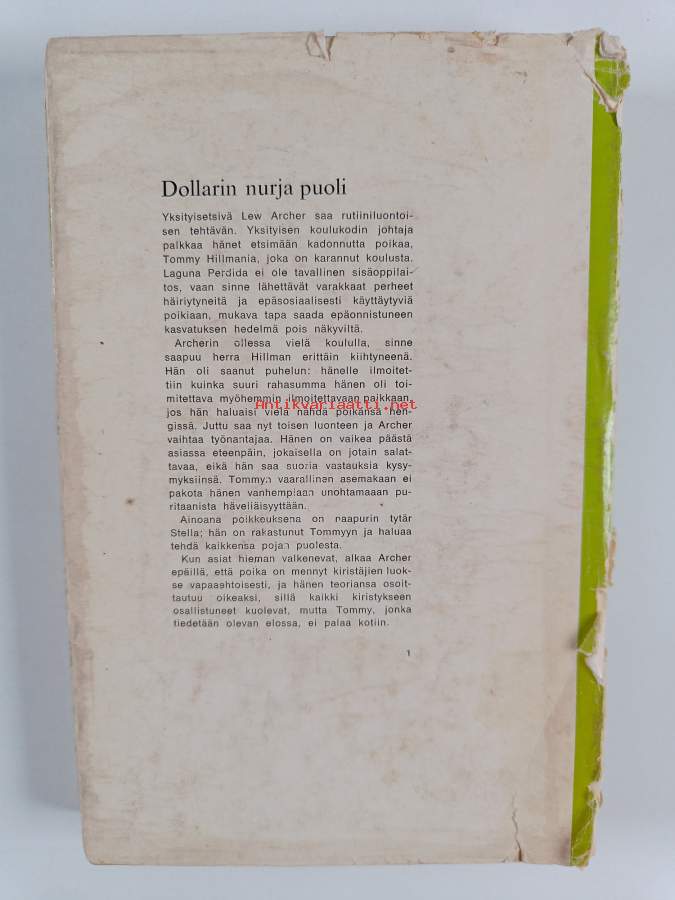 Dollarin nurja puoli
Yksityisetsivä Lew Archer saa rutiiniluontoi-
sen tehtävän. Yksityisen koulukodin johtaja
palkkaa hänet etsimään kadonnutta poikaa,
Tommy Hillmania, joka on karannut koulusta.
Laguna Perdida ei ole tavallinen sisäoppilai-
tos, vaan sinne lähettävät varakkaat perheet
häiriytyneitä ja epäsosiaalisesti käyttäytyviä
poikiaan, mukava tapa saada epäonnistuneen
kasvatuksen hedelmä pois näkyviltä.
Archerin ollessa vielä koululla, sinne
saapuu herra Hillman erittäin kiihtyneenä.
Hän oli saanut puhelun: hänelle ilmoitet-
tiin kuinka suuri rahasumma hänen oli toi-
mitettava myöhemmin ilmoitettavaan paikkaan,
Antikvariaatti.net
jos hän haluaisi vielä nähdä poikansa hen-
gissä. Juttu saa nyt toisen luonteen ja Archer
vaihtaa työnantajaa. Hänen on vaikea päästä
asiassa eteenpäin, jokaisella on jotain salat-
tavaa, eikä hän saa suoria vastauksia kysy-
myksiinsä. Tommyn vaarallinen asemakaan ei
pakota hänen vanhempiaan unohtamaan pu-
ritaanista häveliäisyyttään.
Ainoana poikkeuksena on naapurin tytär
Stella; hän on rakastunut Tommyyn ja haluaa
tehdä kaikkensa pojan puolesta.
Kun asiat hieman valkenevat, alkaa Archer
epäillä, että poika on mennyt kiristäjien luok-
se vapaaehtoisesti, ja hänen teoriansa osoit-
tautuu oikeaksi, sillä kaikki kiristykseen
osallistuneet kuolevat, mutta Tommy, jonka
tiedetään olevan elossa, ei palaa kotiin.
1